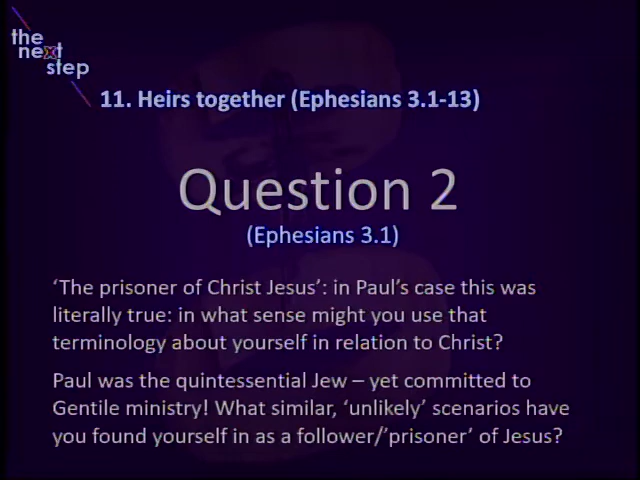 the
next
step
11. Heirs together (Ephesians 3.1-13)
Question 2
(Ephesians 3.1)
‘The prisoner of Christ Jesus’: in Paul’s case this was
literally true: in what sense might you use that
terminology about yourself in relation to Christ?
Paul was the quintessential Jew – yet committed to
Gentile ministry! What similar, ‘unlikely’ scenarios have
you found yourself in as a follower/’prisoner’ of Jesus?